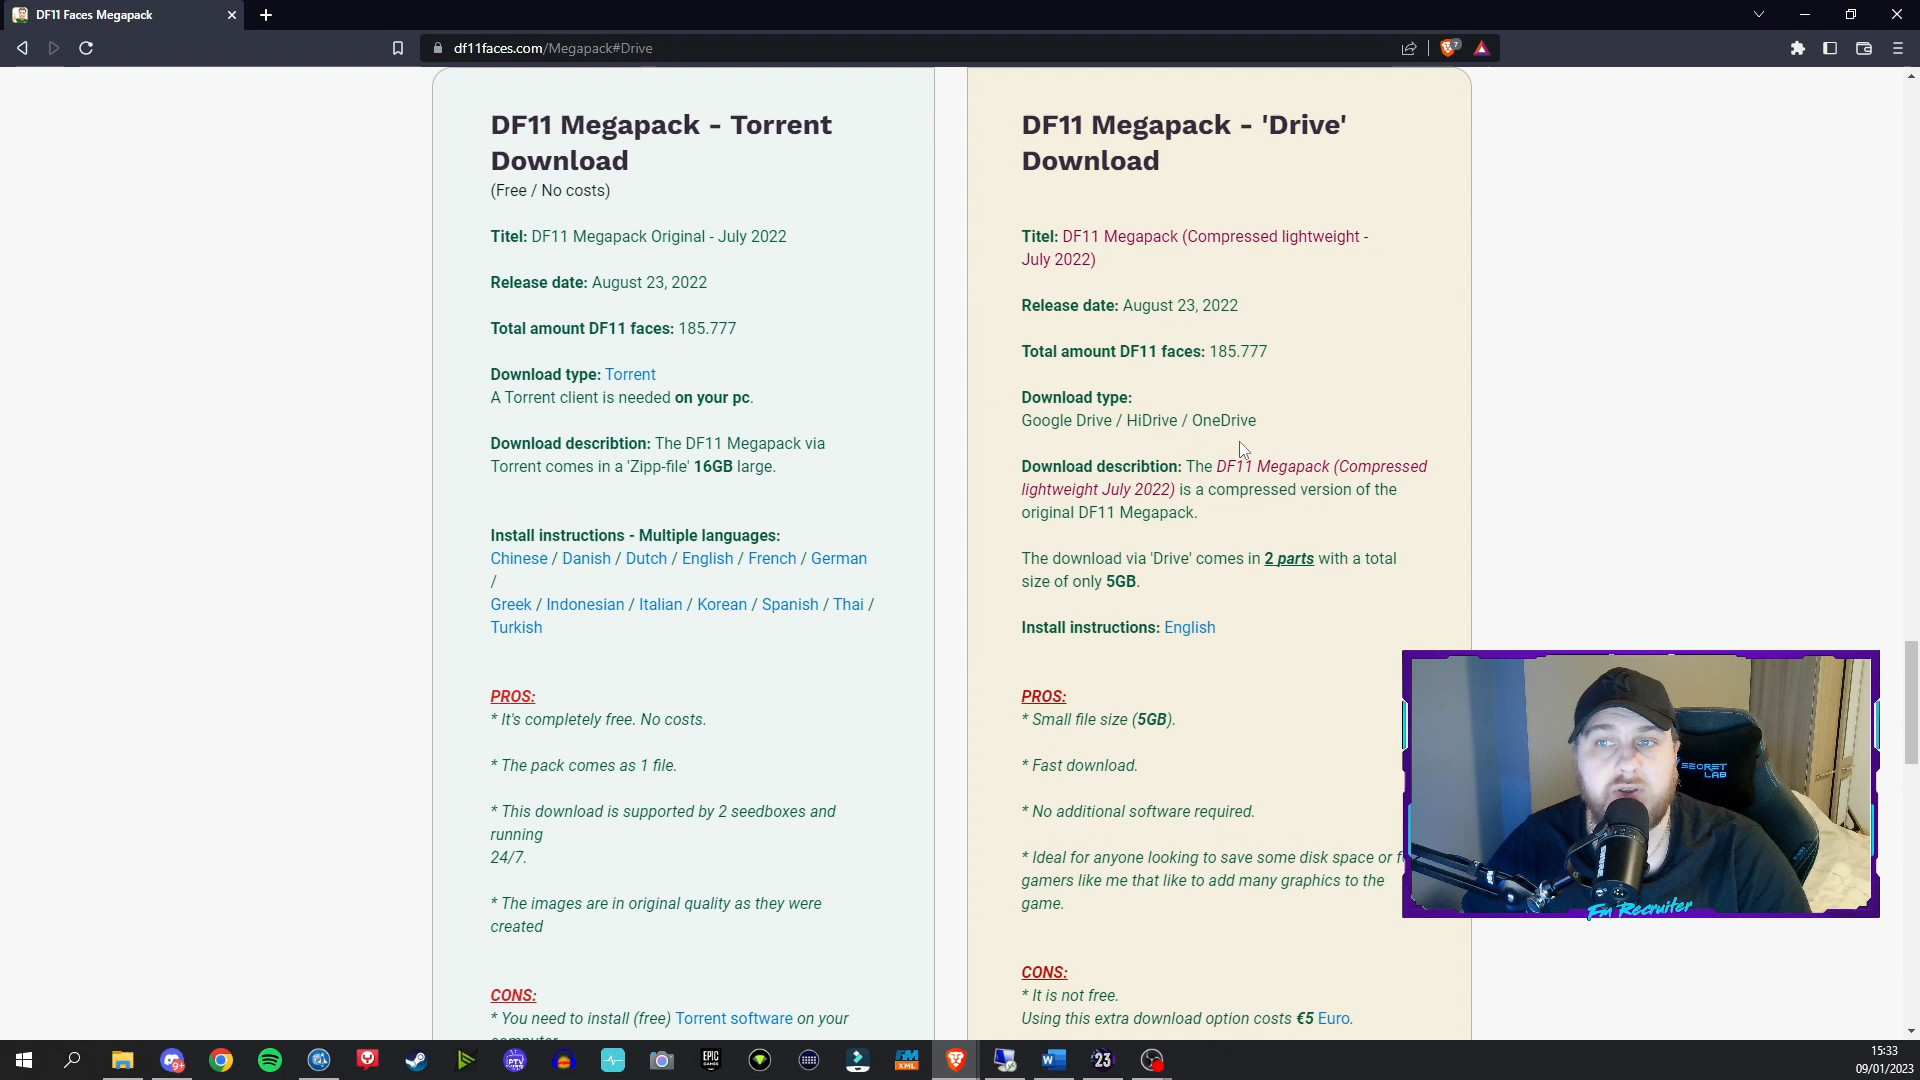 DF11 Faces Megapack
df11faces.com/Megapack#Drive
7
DF11 Megapack - Torrent
Download
(Free / No costs)
Titel: DF11 Megapack Original - July 2022
Release date: August 23, 2022
Total amount DF11 faces: 185.777
Download type: Torrent
A Torrent client is needed on your pc.
Download describtion: The DF11 Megapack via
Torrent comes in a 'Zipp-file' 16GB large.
Install instructions - Multiple languages:
Chinese / Danish / Dutch / English / French / German
/
Greek / Indonesian / Italian / Korean / Spanish / Thai /
Turkish
PROS:
* It's completely free. No costs.
* The pack comes as 1 file.
* This download is supported by 2 seedboxes and
running
24/7.
* The images are in original quality as they were
created
CONS:
* You need to install (free) Torrent software on your
computer.
DF11 Megapack - 'Drive'
Download
Titel: DF11 Megapack (Compressed lightweight -
July 2022)
Release date: August 23, 2022
Total amount DF11 faces: 185.777
Download type:
Google Drive / HiDrive / OneDrive
Download describtion: The DF11 Megapack (Compressed
lightweight July 2022) is a compressed version of the
original DF11 Megapack.
The download via 'Drive' comes in 2 parts with a total
size of only 5GB.
Install instructions: English
PROS:
* Small file size (5GB).
* Fast download.
* No additional software required.
* Ideal for anyone looking to save some disk space or
gamers like me that like to add many graphics to the
game.
CONS:
* It is not free.
Using this extra download option costs €5 Euro.
SECRET
LAB
FM Recruiter
9+
IPTV
EPIC
GAMES
FM
XML
W
23
15:33
09/01/2023